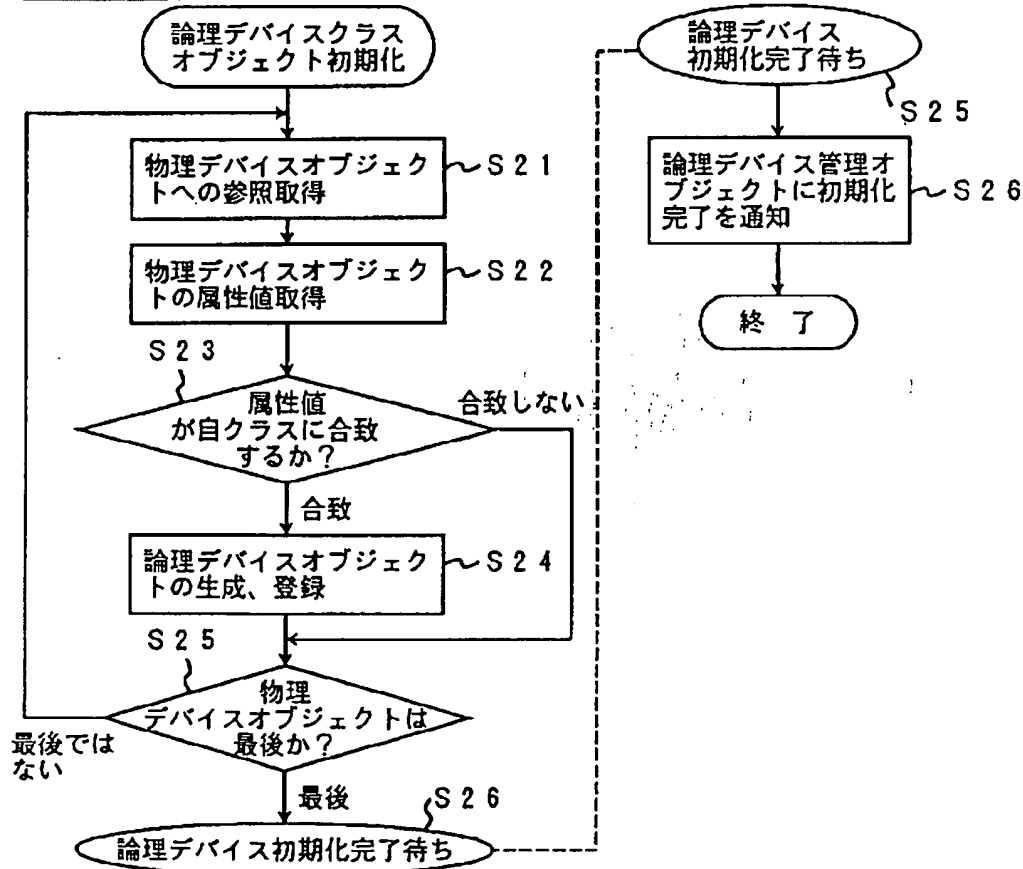 論理デバイスクラス
オブジェクト初期化
物理デバイスオブジェク
トへの参照取得
S21
物理デバイスオブジェク
トの属性値取得
S22
S23
属性値
が自クラスに合致
するか?
合致しない
合致
論理デバイスオブジェク
トの生成、登録
S24
S25
物理
デバイスオブジェクトは
最後か?
最後では
ない
最後
S26
論理デバイス初期化完了待ち
論理デバイス
初期化完了待ち
S25
論理デバイス管理オ
ブジェクトに初期化
完了を通知
S26
終 了